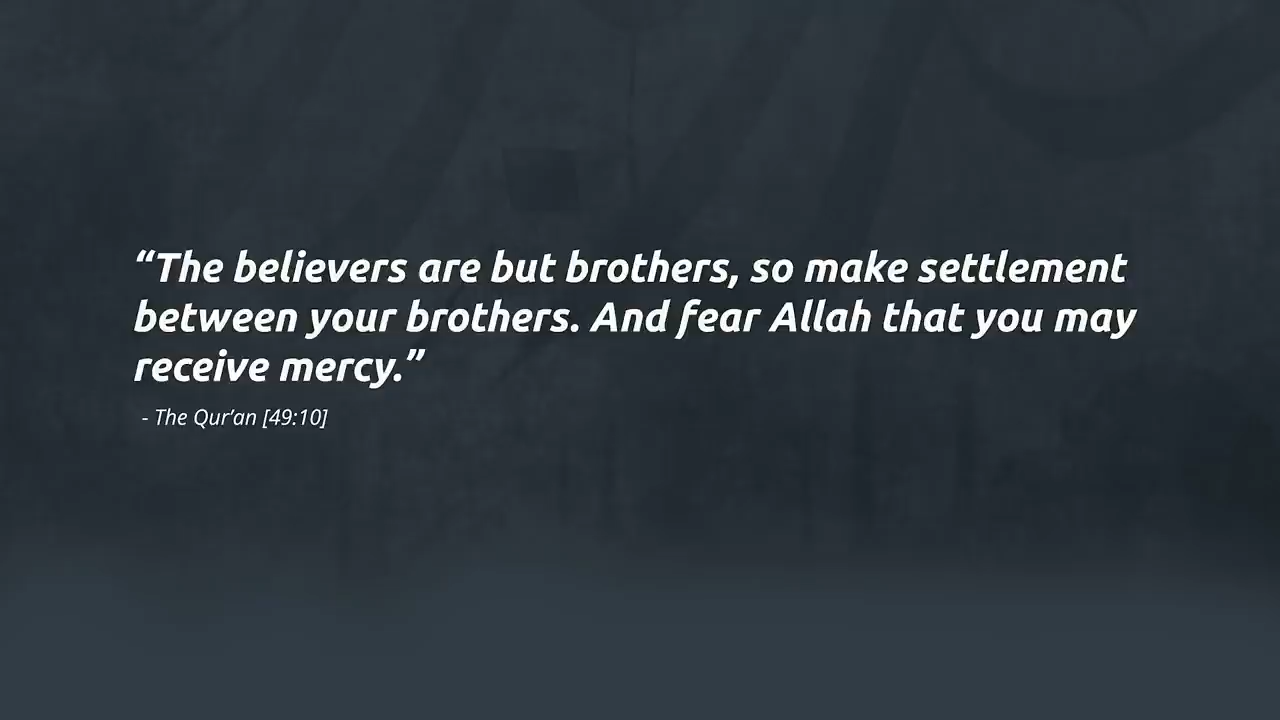 “The believers are but brothers, so make settlement
between your brothers. And fear Allah that you may
receive mercy.”
- The Qur’an [49:10]